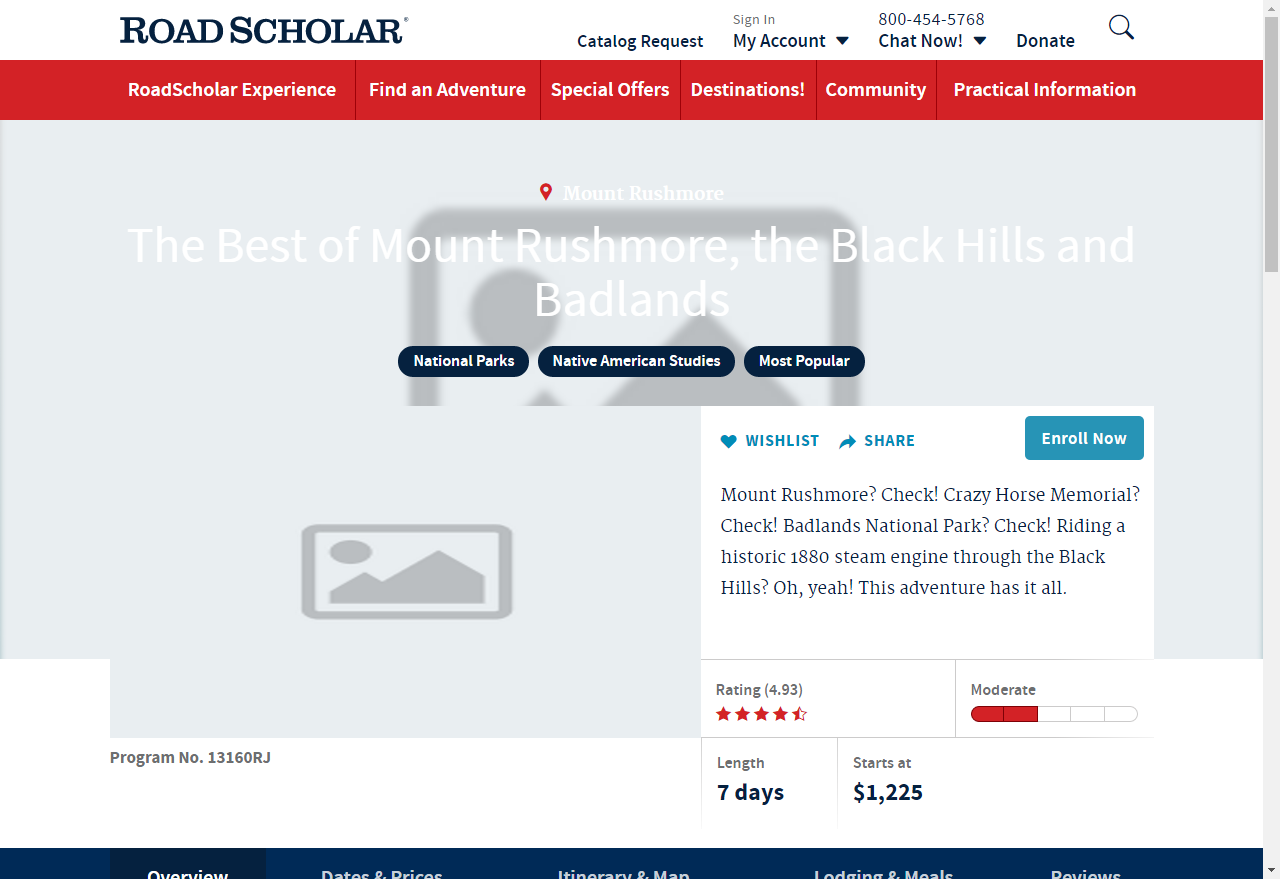 ROAD SCHOLAR®
Sign In
800-454-5768
Catalog Request
My Account
Chat Now!
Donate
RoadScholar Experience
Find an Adventure
Special Offers
Destinations!
Community
Practical Information
Mount Rushmore
The Best of Mount Rushmore, the Black Hills and
Badlands
National Parks
Native American Studies
Most Popular
WISHLIST
SHARE
Enroll Now
Mount Rushmore? Check! Crazy Horse Memorial?
Check! Badlands National Park? Check! Riding a
historic 1880 steam engine through the Black
Hills? Oh, yeah! This adventure has it all.
Rating (4.93)
Moderate
Program No. 13160RJ
Length
7 days
Starts at
$1,225
Overview
Dates & Prices
Itinerary & Map
Lodging & Meals
Reviews